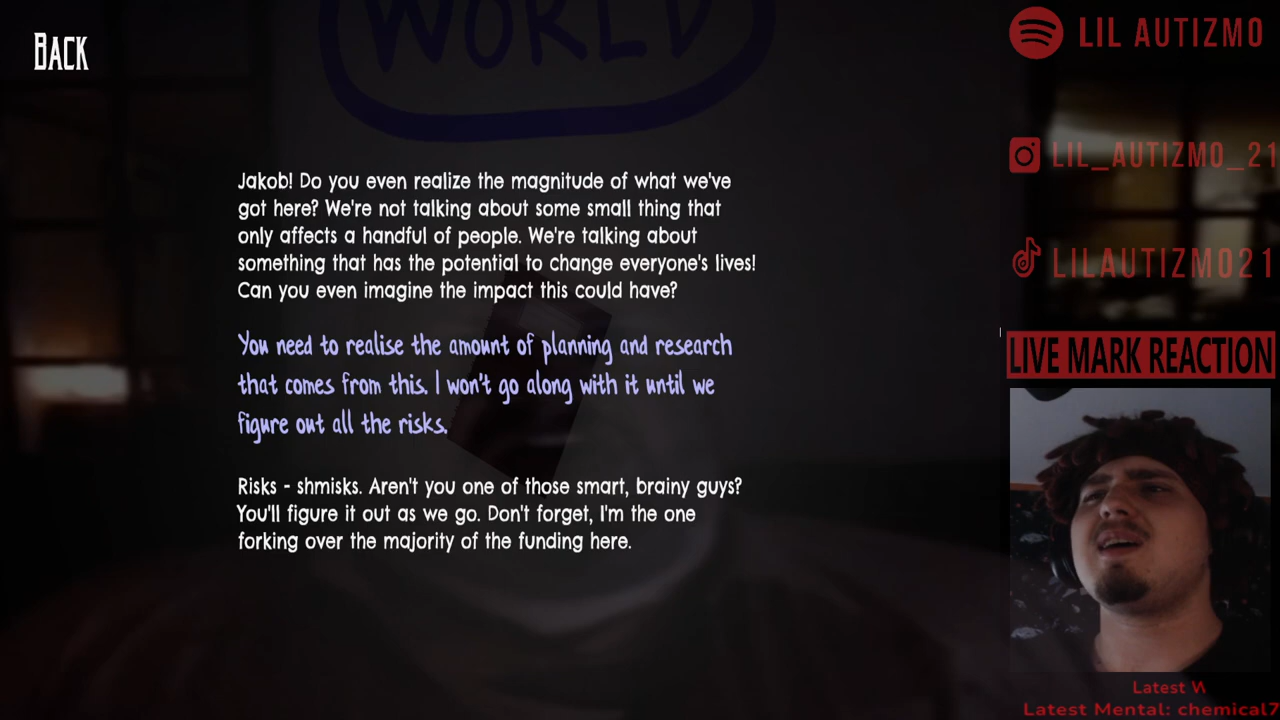 WORLD
BACK
Jakob! Do you even realize the magnitude of what we've
got here? We're not talking about some small thing that
only affects a handful of people. We're talking about
something that has the potential to change everyone's lives!
Can you even imagine the impact this could have?
You need to realise the amount of planning and research
that comes from this. I won't go along with it until we
figure out all the risks.
Risks - shmisks. Aren't you one of those smart, brainy guys?
You'll figure it out as we go. Don't forget, I'm the one
forking over the majority of the funding here.
LIL AUTIZMO
LIL_AUTIZMO_21
LILAUTIZMO21
LIVE MARK REACTION
Latest W
Latest Mental: chemical7